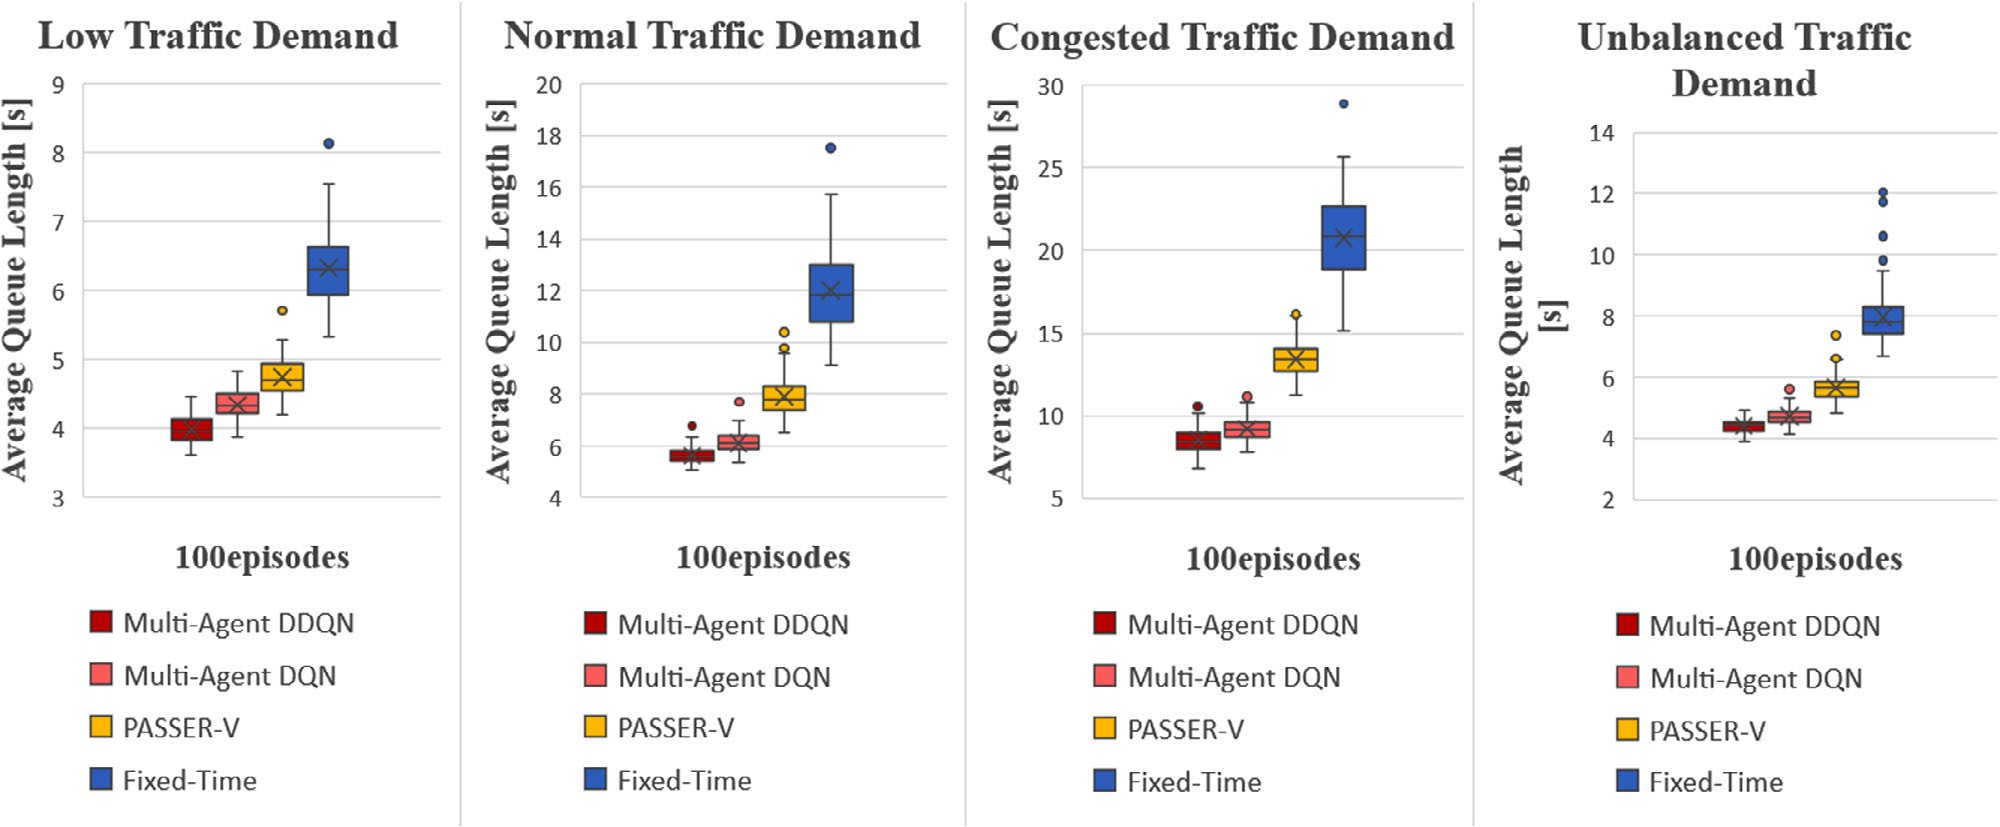 Low Traffic Demand
Average Queue Length [s]
9
8
7
6
5
4
3
100episodes
Multi-Agent DDQN
Multi-Agent DQN
PASSER-V
Fixed-Time
Normal Traffic Demand
Average Queue Length [s]
20
18
16
14
12
10
8
6
4
100episodes
Multi-Agent DDQN
Multi-Agent DQN
PASSER-V
Fixed-Time
Congested Traffic Demand
Average Queue Length [s]
30
25
20
15
10
5
100episodes
Multi-Agent DDQN
Multi-Agent DQN
PASSER-V
Fixed-Time
Unbalanced Traffic
Demand
Average Queue Length
[s]
14
12
10
8
6
4
2
100episodes
Multi-Agent DDQN
Multi-Agent DQN
PASSER-V
Fixed-Time